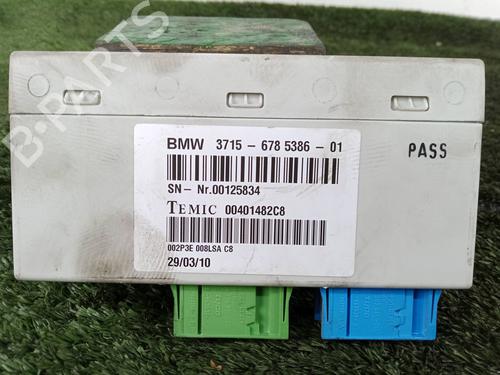 B-PARTS
BMW 3715 - 678 5386 - 01
PASS
SN- Nr.00125834
TEMIC 00401482C8
002P3E 008LSA C8
29/03/10